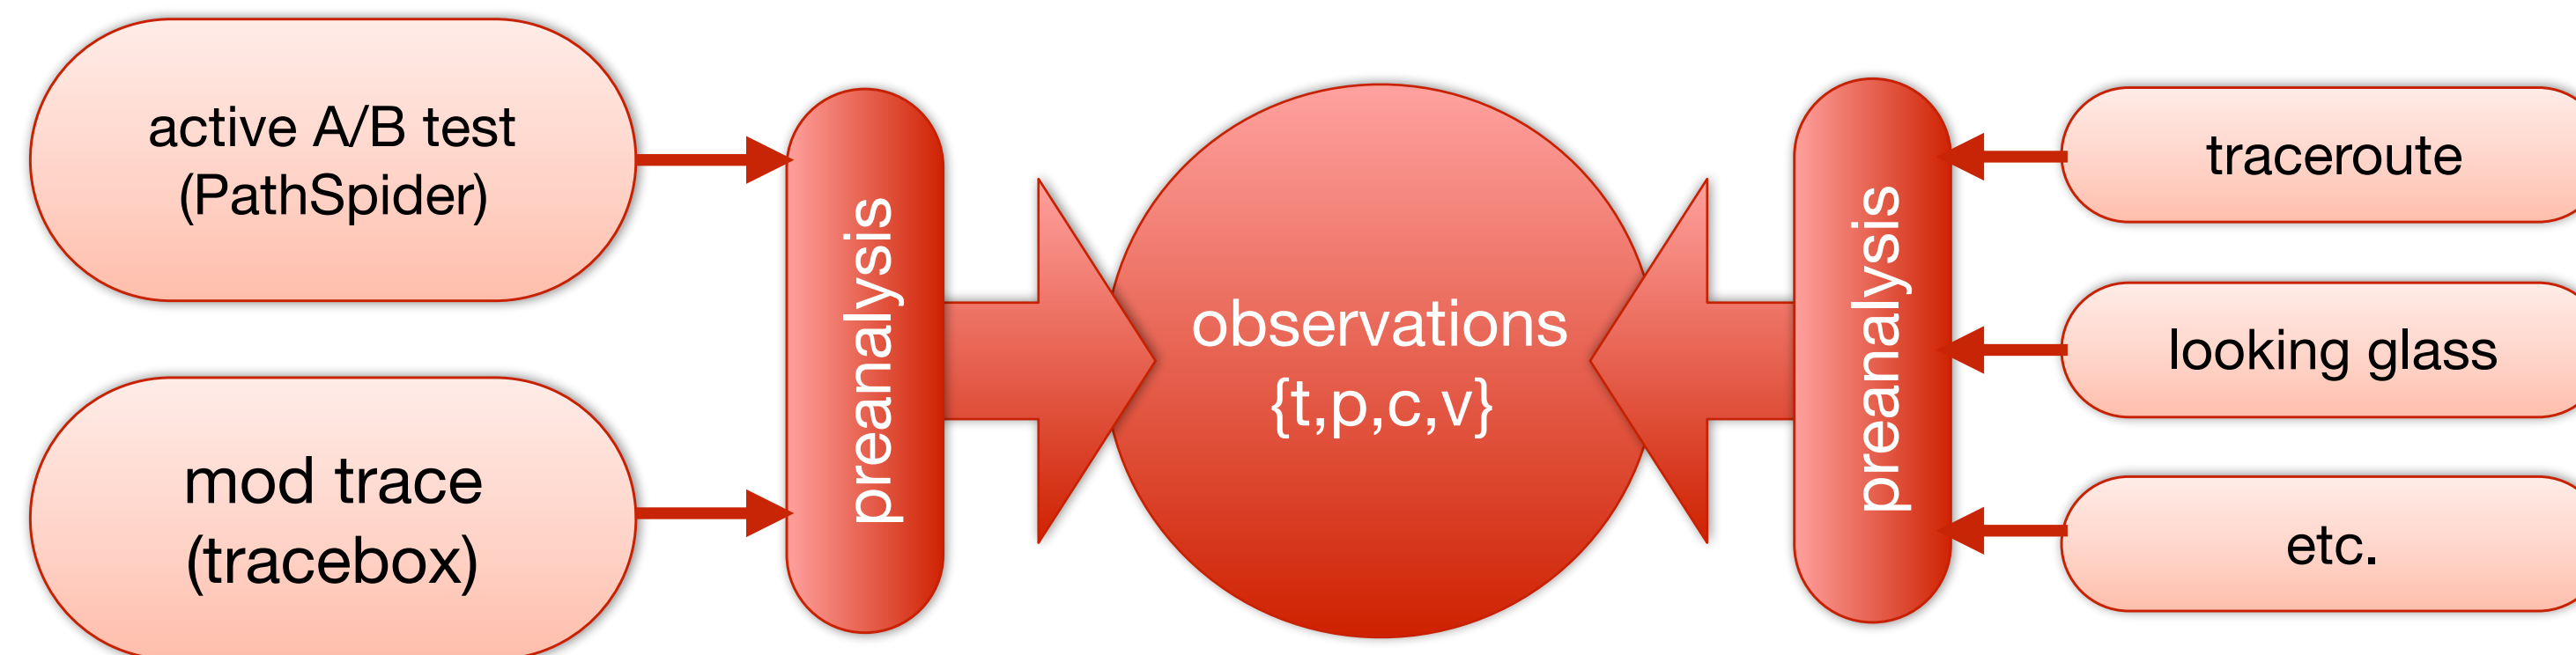 active A/B test
(PathSpider)
mod trace
(tracebox)
preanalysis
observations
{t,p,c,v}
preanalysis
traceroute
looking glass
etc.